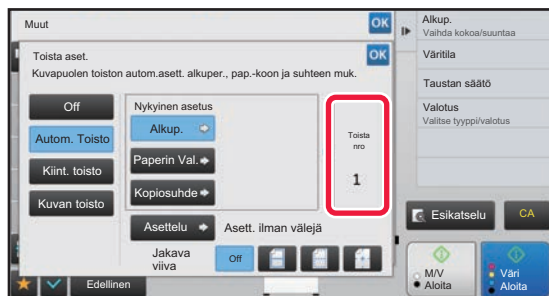 Muut
OK
Toista aset.
OK
Kuvapuolen toiston autom.asett. alkuper., pap.-koon ja suhteen muk.
Off
Autom. Toisto
Kiint. toisto
Kuvan toisto
Nykyinen asetus
Alkup.
Paperin Val.
Kopiosuhde
Toista
nro
1
Asettelu
Asett. ilman välejä
Jakava
viiva
Off
Edellinen
Alkup.
Vaihda kokoa/suuntaa
Väritila
Taustan säätö
Valotus
Valitse tyyppi/valotus
Esikatselu
CA
M/V
Aloita
Väri
Aloita